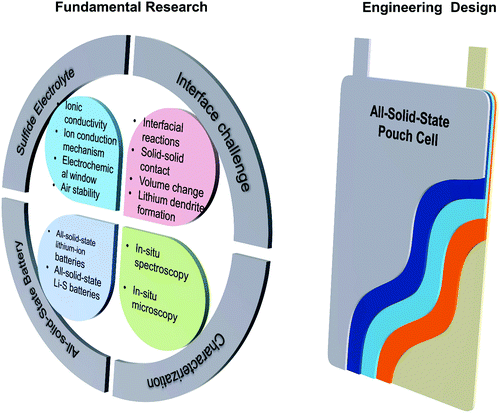 Fundamental Research
Engineering Design
Sulfide Electrolyte
Interface challenge
• Ionic
conductivity
• Ion conduction
mechanism
• Electrochemic
al window
• Air stability
• Interfacial
reactions
• Solid-solid
contact
• Volume change
• Lithium dendrite
formation
• All-solid-state
lithium-ion
batteries
• All-solid-state
Li-S batteries
• In-situ
spectroscopy
• In-situ
microscopy
All-solid-State Battery
Characterization
All-Solid-State
Pouch Cell